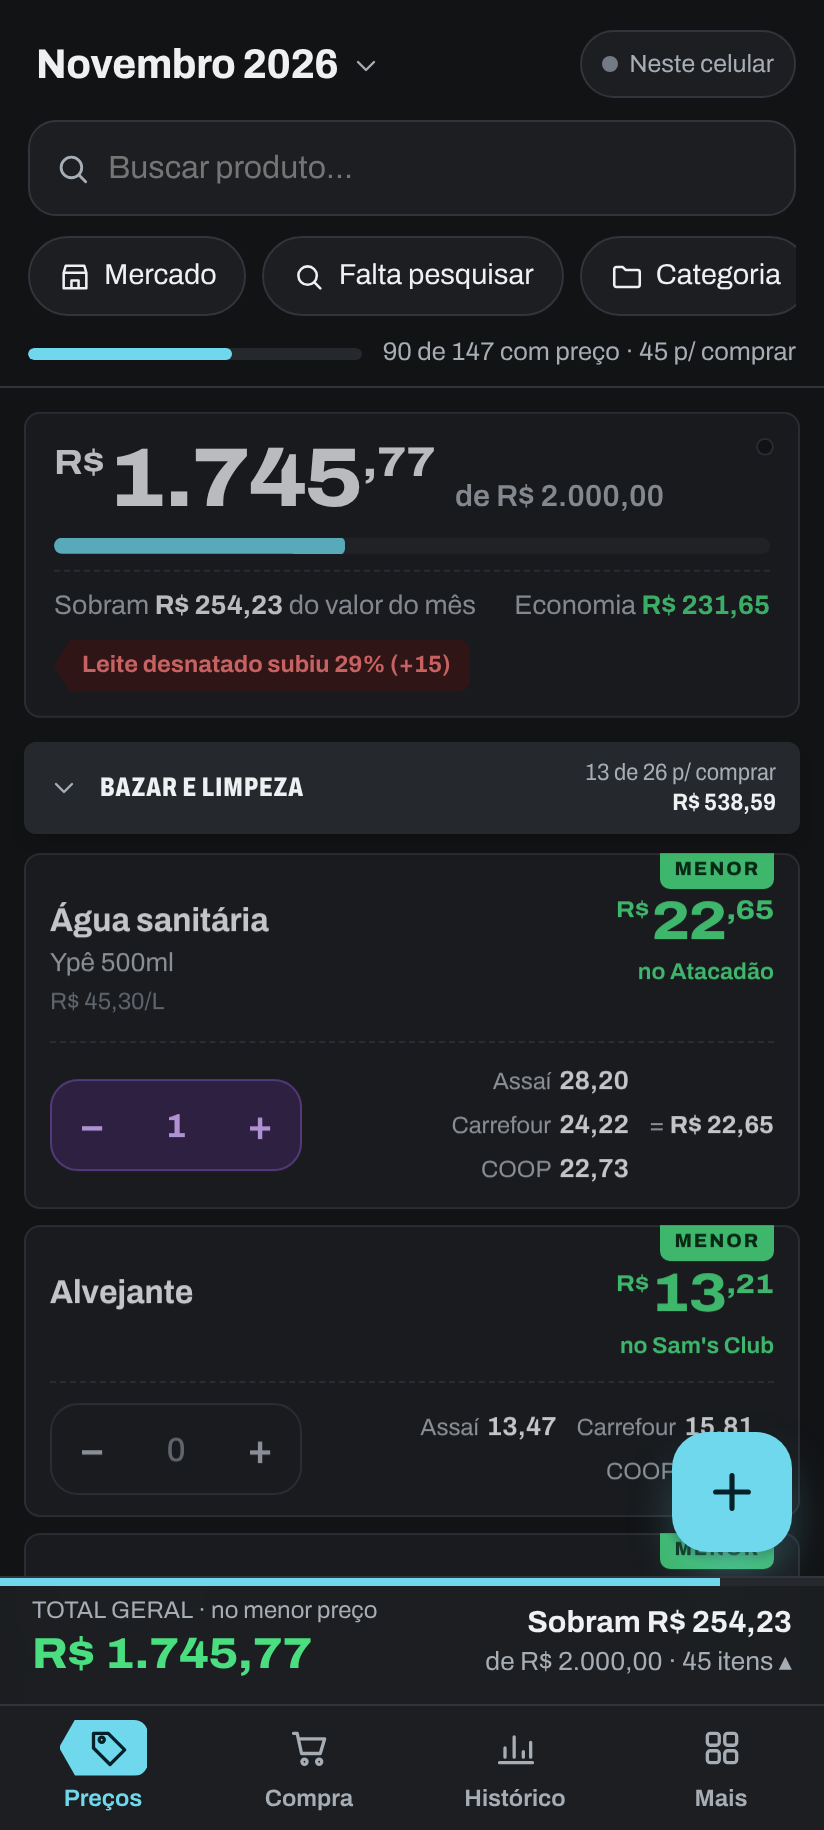 Novembro 2026
Neste celular
Buscar produto...
Mercado
Falta pesquisar
Categoria
90 de 147 com preço · 45 p/ comprar
R$ 1.745,77 de R$ 2.000,00
Sobram R$ 254,23 do valor do mês
Economia R$ 231,65
Leite desnatado subiu 29% (+15)
BAZAR E LIMPEZA
13 de 26 p/ comprar
R$ 538,59
MENOR
Água sanitária
R$ 22,65
Ypê 500ml
no Atacadão
R$ 45,30/L
Assaí 28,20
− 1 +
Carrefour 24,22 = R$ 22,65
COOP 22,73
MENOR
Alvejante
R$ 13,21
no Sam's Club
Assaí 13,47 Carrefour 15,81
− 0 +
COOP
+
MENOR
TOTAL GERAL · no menor preço
R$ 1.745,77
Sobram R$ 254,23
de R$ 2.000,00 · 45 itens ▴
Preços
Compra
Histórico
Mais